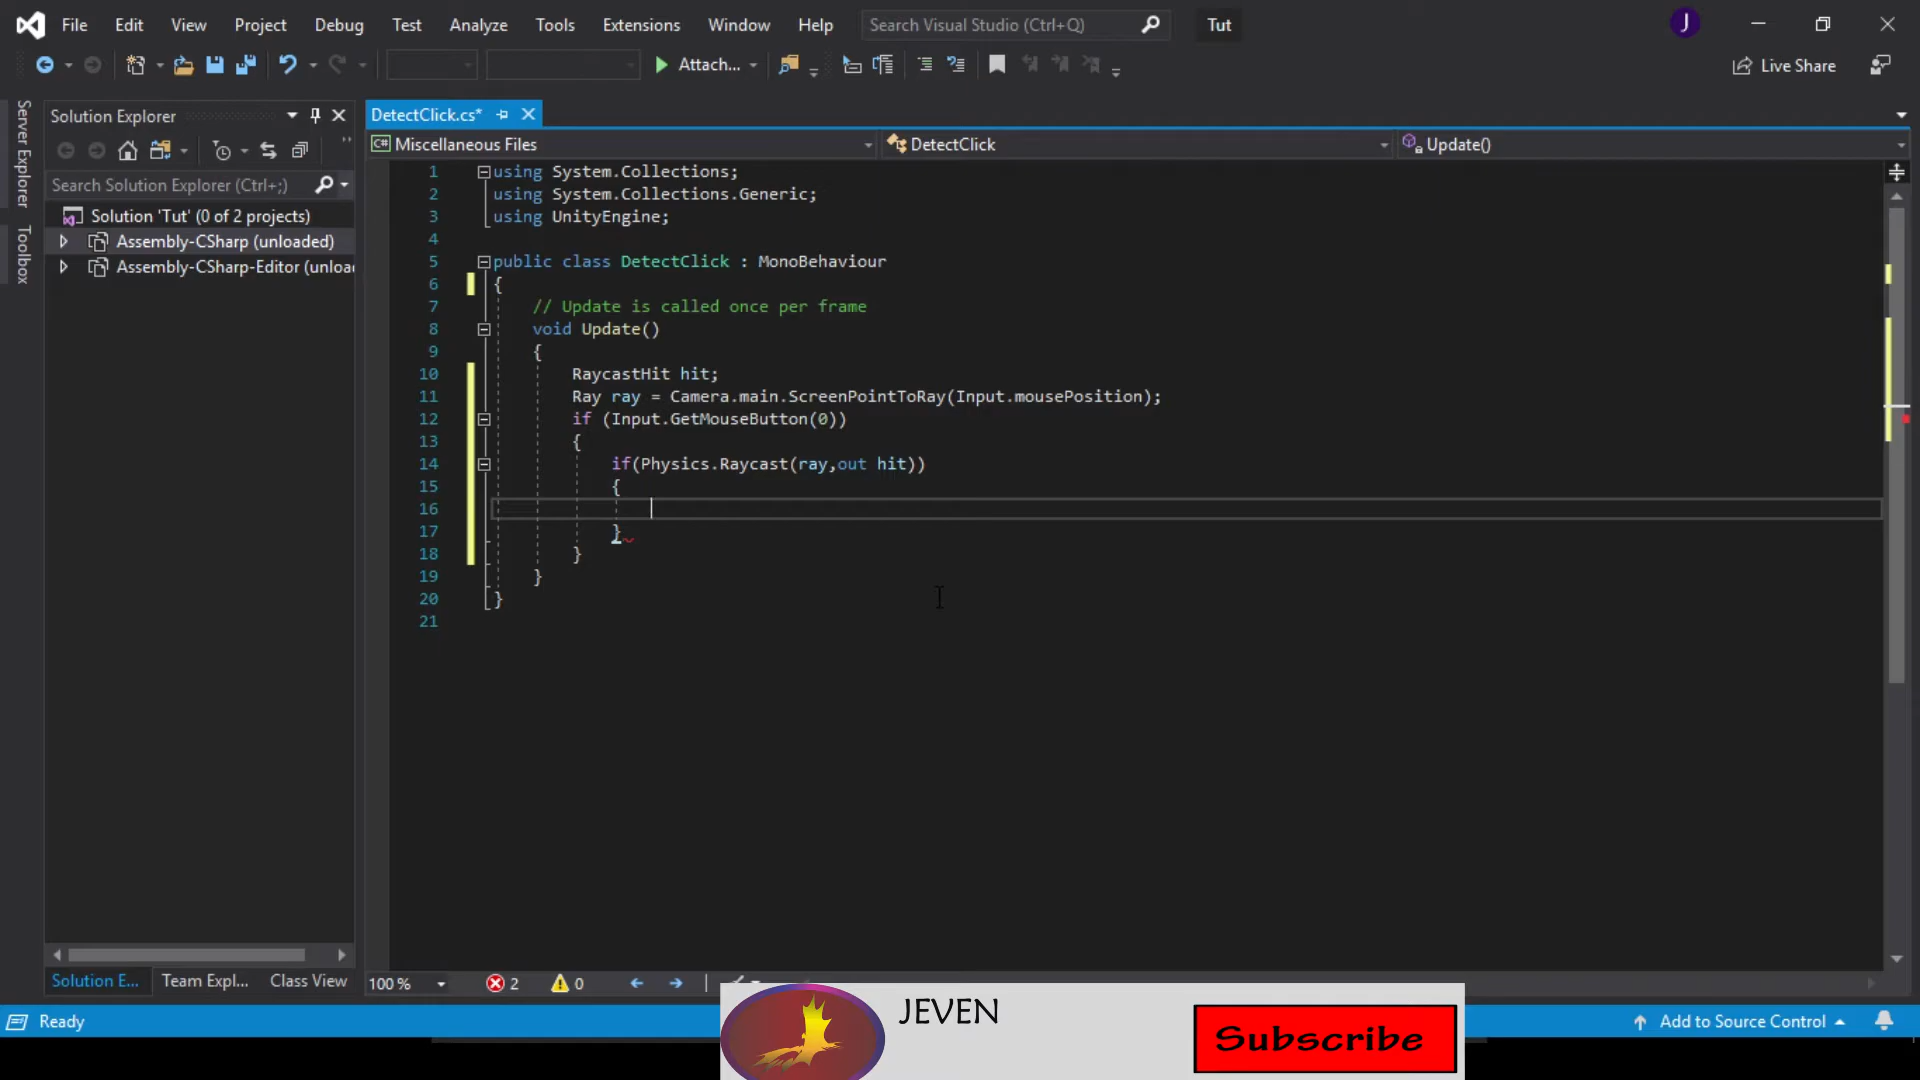 File Edit View Project Debug Test Analyze Tools Extensions Window Help Search Visual Studio (Ctrl+Q) Tut J
Attach... Live Share
Server Explorer
Toolbox
Solution Explorer
Search Solution Explorer (Ctrl+;)
Solution 'Tut' (0 of 2 projects)
Assembly-CSharp (unloaded)
Assembly-CSharp-Editor (unloa
DetectClick.cs*
C# Miscellaneous Files DetectClick Update()
1 using System.Collections;
2 using System.Collections.Generic;
3 using UnityEngine;
4
5 public class DetectClick : MonoBehaviour
6 {
7 // Update is called once per frame
8 void Update()
9 {
10 RaycastHit hit;
11 Ray ray = Camera.main.ScreenPointToRay(Input.mousePosition);
12 if (Input.GetMouseButton(0))
13 {
14 if(Physics.Raycast(ray,out hit))
15 {
16
17 }
18 }
19 }
20 }
21
Solution E... Team Expl... Class View
100 % 2 0
Ready Add to Source Control
JEVEN
Subscribe